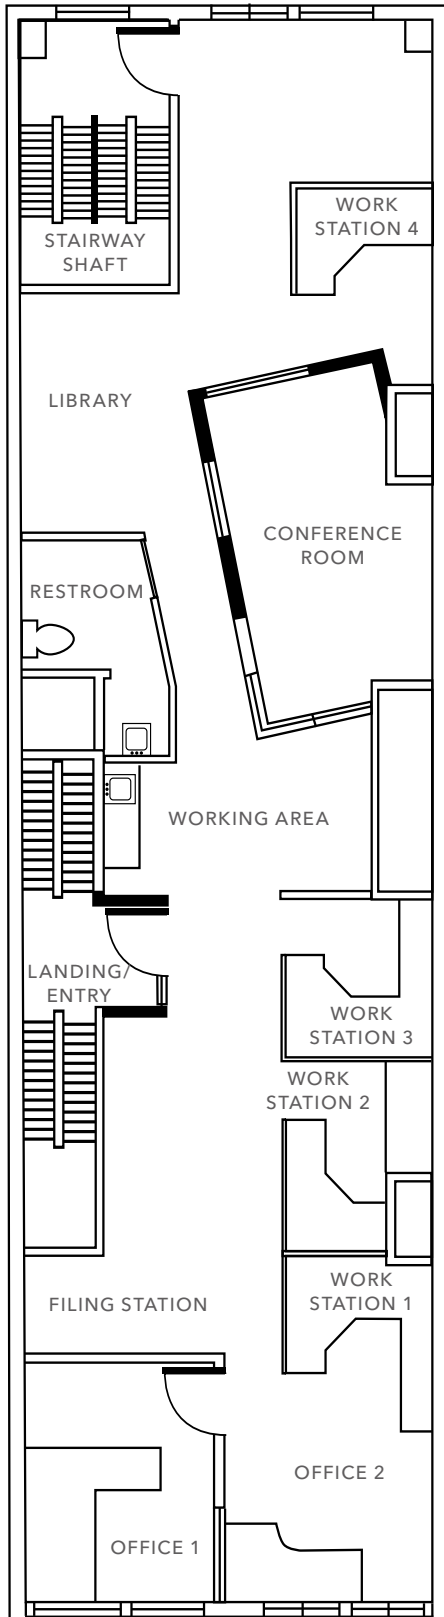 WORK
STATION 4
STAIRWAY
SHAFT
LIBRARY
CONFERENCE
ROOM
RESTROOM
WORKING AREA
LANDING/
ENTRY
WORK
STATION 3
WORK
STATION 2
WORK
STATION 1
FILING STATION
OFFICE 2
OFFICE 1